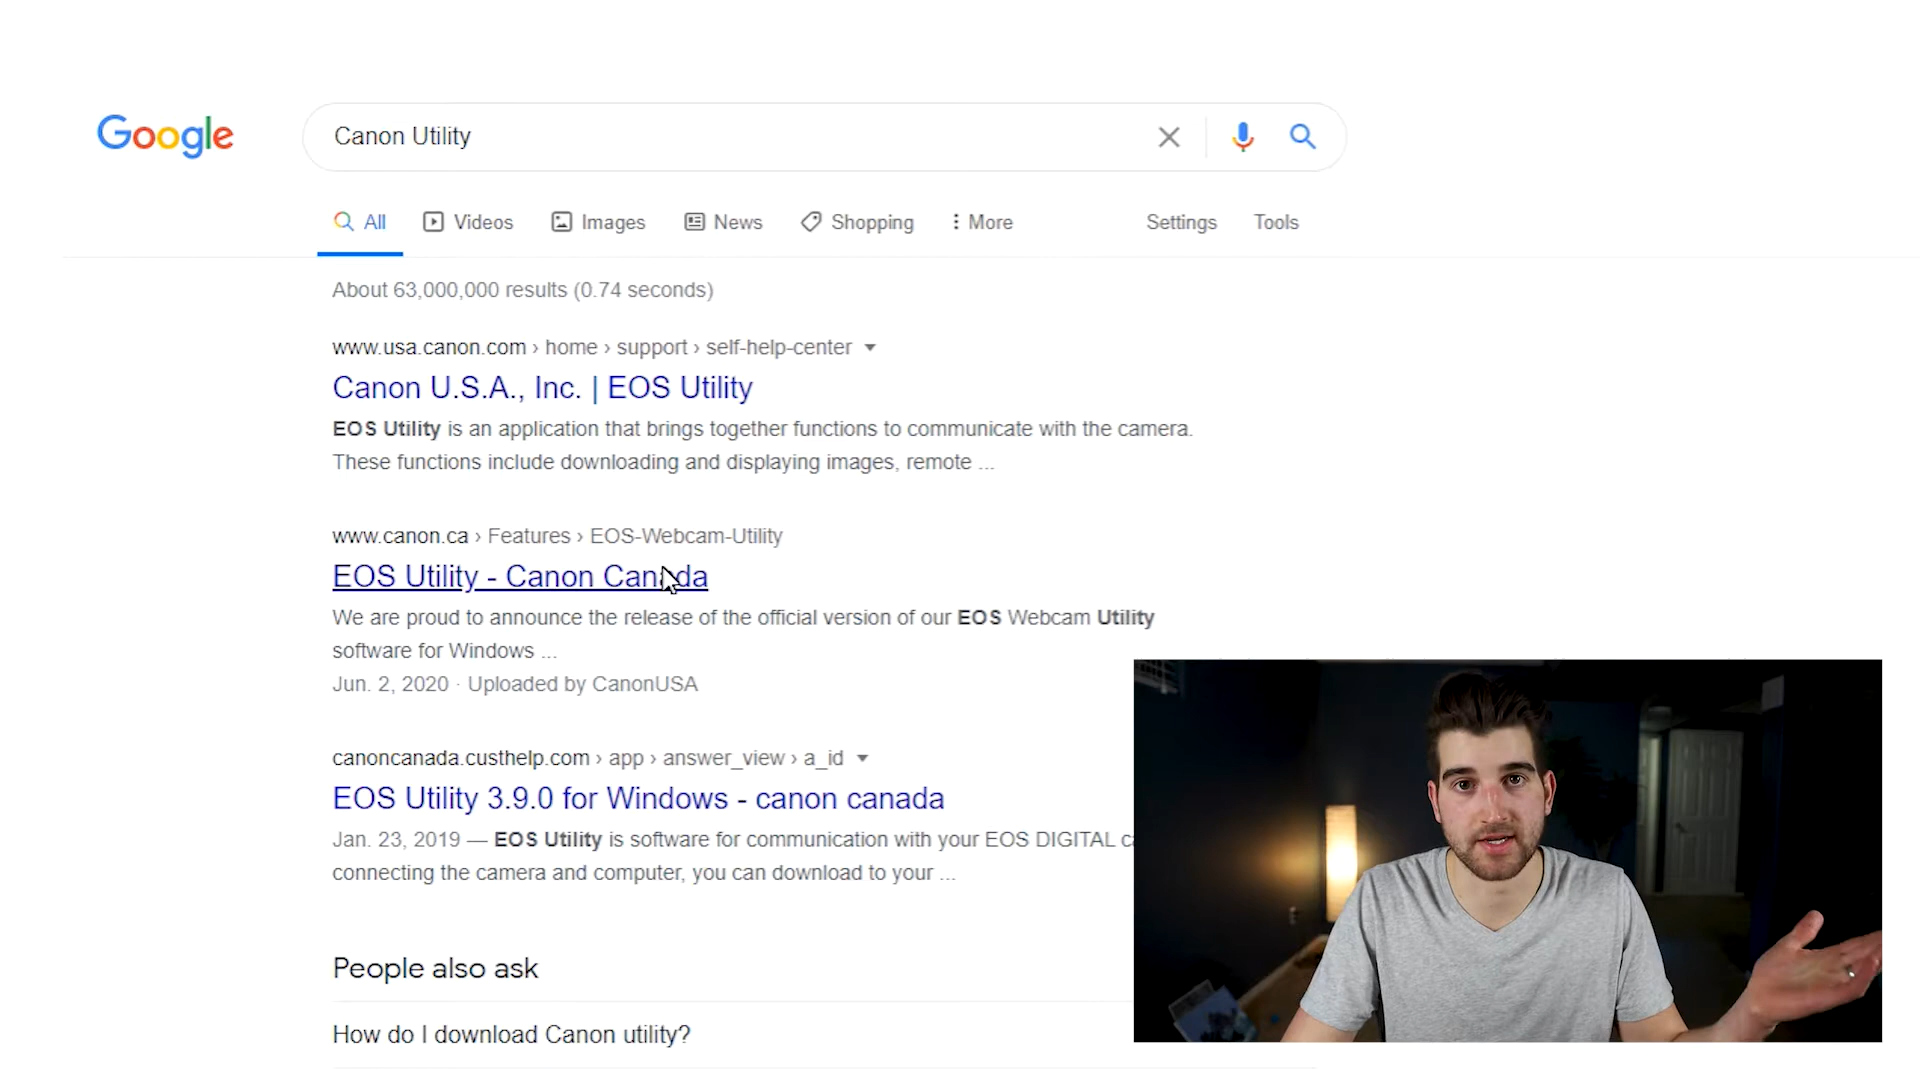 Google
Canon Utility
All Videos Images News Shopping More Settings Tools
About 63,000,000 results (0.74 seconds)
www.usa.canon.com › home › support › self-help-center
Canon U.S.A., Inc. | EOS Utility
EOS Utility is an application that brings together functions to communicate with the camera.
These functions include downloading and displaying images, remote ...
www.canon.ca › Features › EOS-Webcam-Utility
EOS Utility - Canon Canada
We are proud to announce the release of the official version of our EOS Webcam Utility
software for Windows ...
Jun. 2, 2020 · Uploaded by CanonUSA
canoncanada.custhelp.com › app › answer_view › a_id
EOS Utility 3.9.0 for Windows - canon canada
Jan. 23, 2019 — EOS Utility is software for communication with your EOS DIGITAL
connecting the camera and computer, you can download to your ...
People also ask
How do I download Canon utility?